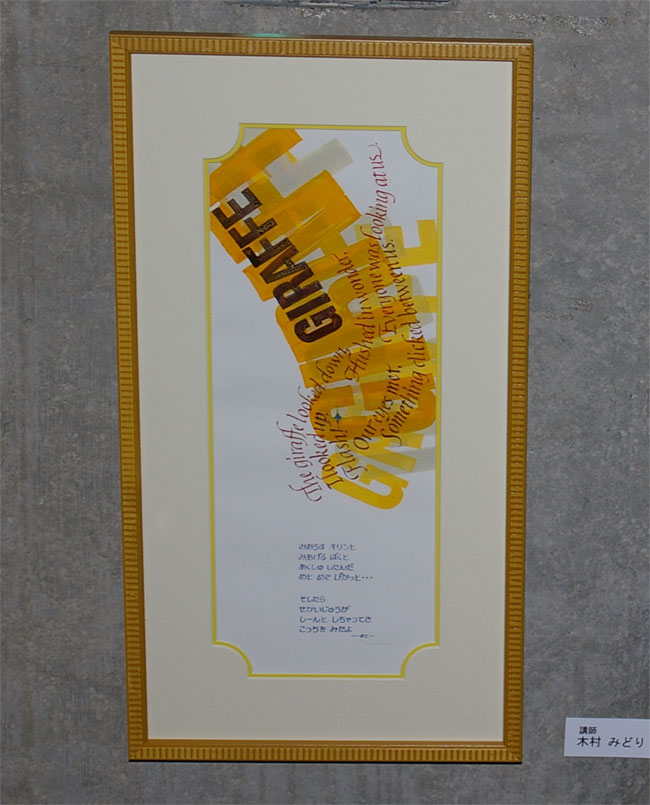 GIRAFFE
GIRAFFE
The giraffe looked down,
I looked up
Flash!
Our eyes met,
Something clicked between us.
Hushed in wonder,
Everyone was looking at us.
みおろす キリンと
みあげる ぼくと
あくしゅ したんだ
めと めで ぴかっと・・・
そしたら
せかいじゅうが
しーんと しちゃってさ
こっちを みたよ
講師
木村 みどり